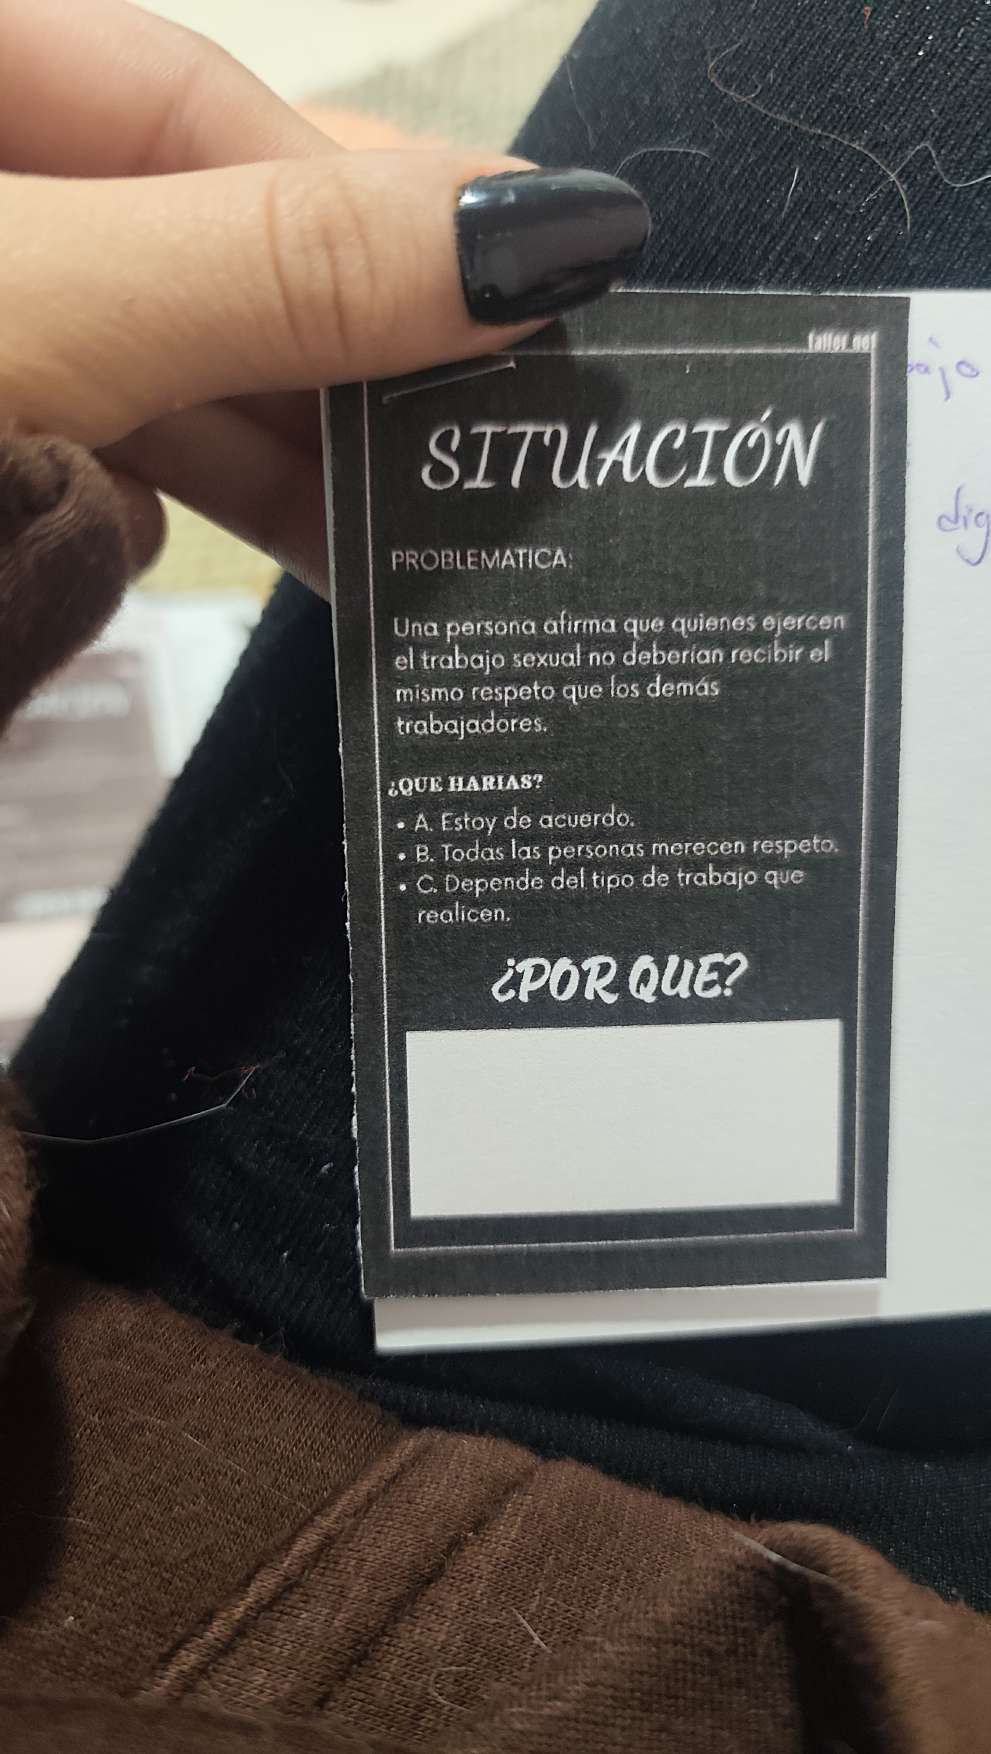 SITUACIÓN
PROBLEMATICA:
Una persona afirma que quienes ejercen
el trabajo sexual no deberían recibir el
mismo respeto que los demás
trabajadores.
¿QUE HARIAS?
• A. Estoy de acuerdo.
• B. Todas las personas merecen respeto.
• C. Depende del tipo de trabajo que
realicen.
¿POR QUE?